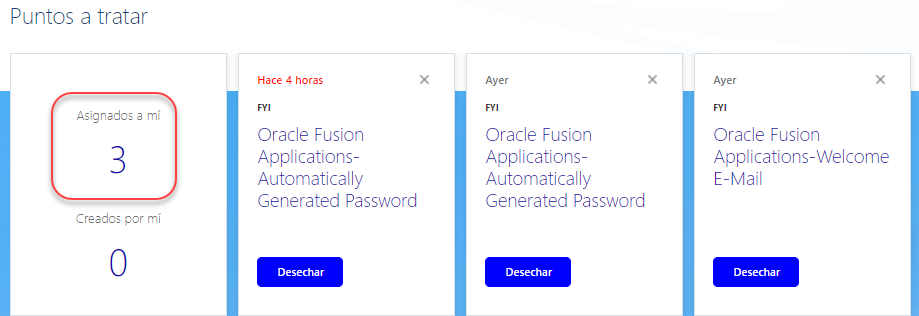 Puntos a tratar
Asignados a mí
3
Creados por mí
0
Hace 4 horas
FYI
Oracle Fusion
Applications-
Automatically
Generated Password
Desechar
Ayer
FYI
Oracle Fusion
Applications-
Automatically
Generated Password
Desechar
Ayer
FYI
Oracle Fusion
Applications-Welcome
E-Mail
Desechar